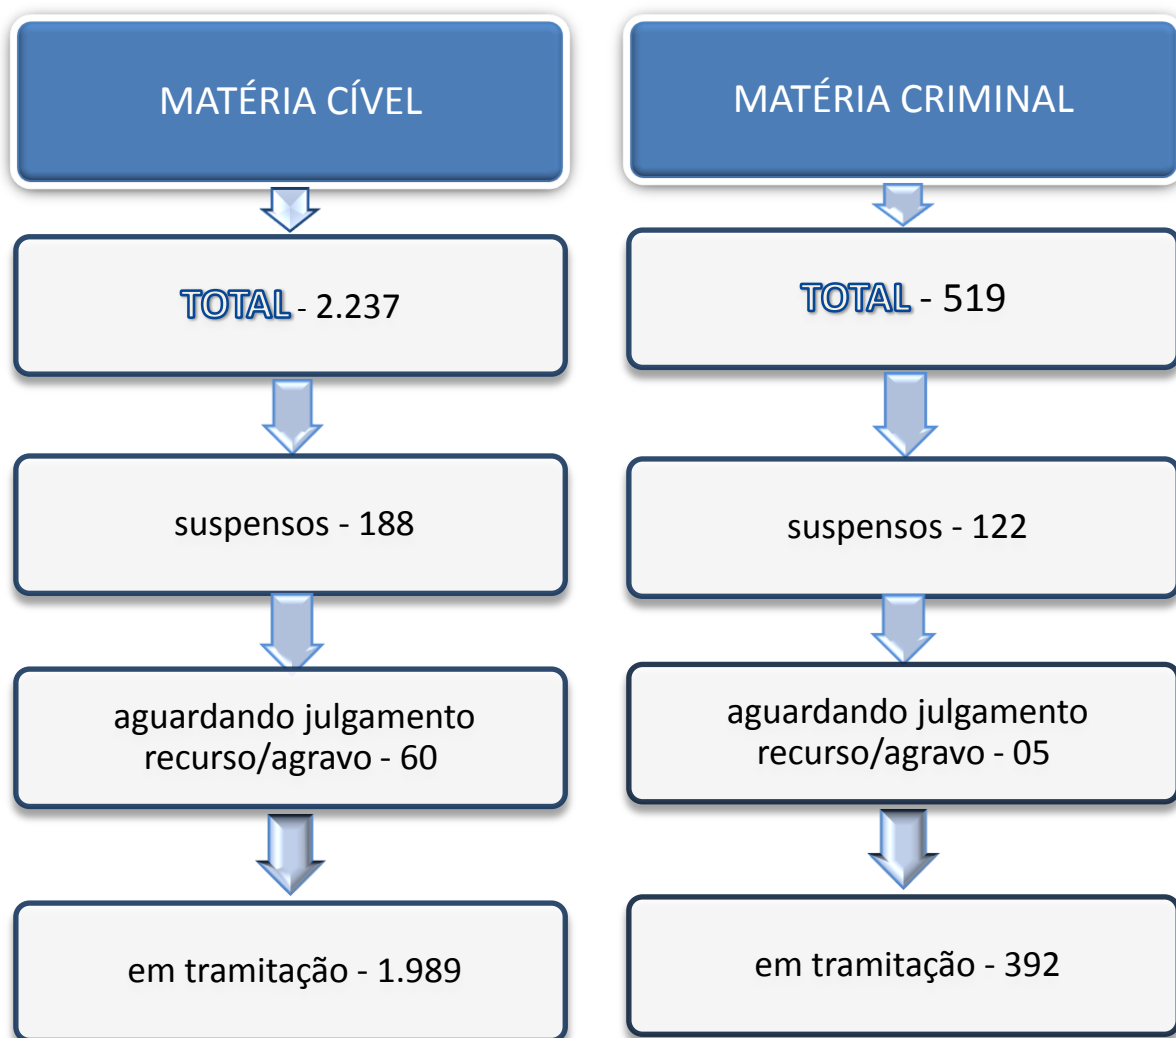 MATÉRIA CÍVEL
TOTAL - 2.237
suspensos - 188
aguardando julgamento
recurso/agravo - 60
em tramitação - 1.989
MATÉRIA CRIMINAL
TOTAL - 519
suspensos - 122
aguardando julgamento
recurso/agravo - 05
em tramitação - 392